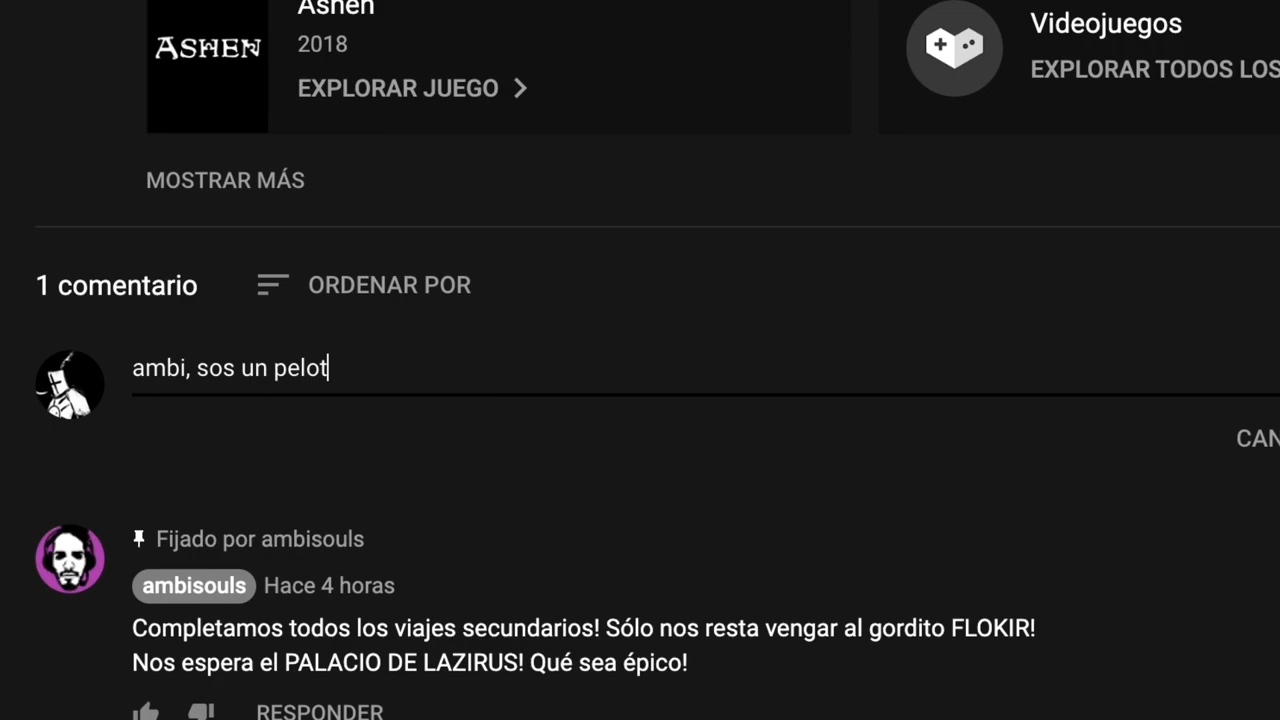 Ashen
ASHEN
2018
EXPLORAR JUEGO
Videojuegos
EXPLORAR TODOS LOS
MOSTRAR MÁS
1 comentario
ORDENAR POR
ambi, sos un pelot
CAN
Fijado por ambisouls
ambisouls Hace 4 horas
Completamos todos los viajes secundarios! Sólo nos resta vengar al gordito FLOKIR!
Nos espera el PALACIO DE LAZIRUS! Qué sea épico!
RESPONDER